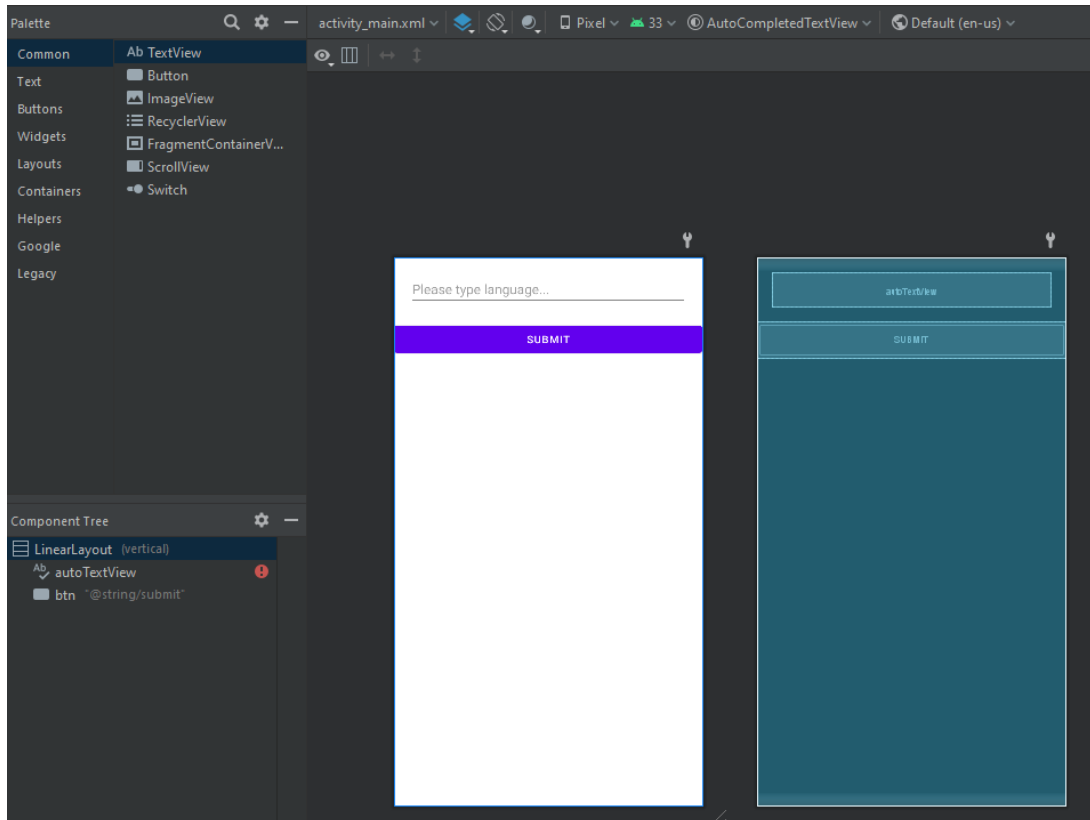 Palette
Common
Text
Buttons
Widgets
Layouts
Containers
Helpers
Google
Legacy
Ab TextView
Button
ImageView
RecyclerView
FragmentContainerV...
ScrollView
Switch
activity_main.xml
Pixel
33
AutoCompletedTextView
Default (en-us)
Please type language...
SUBMIT
autoTextView
SUBMIT
Component Tree
LinearLayout (vertical)
Ab autoTextView
btn "@string/submit"